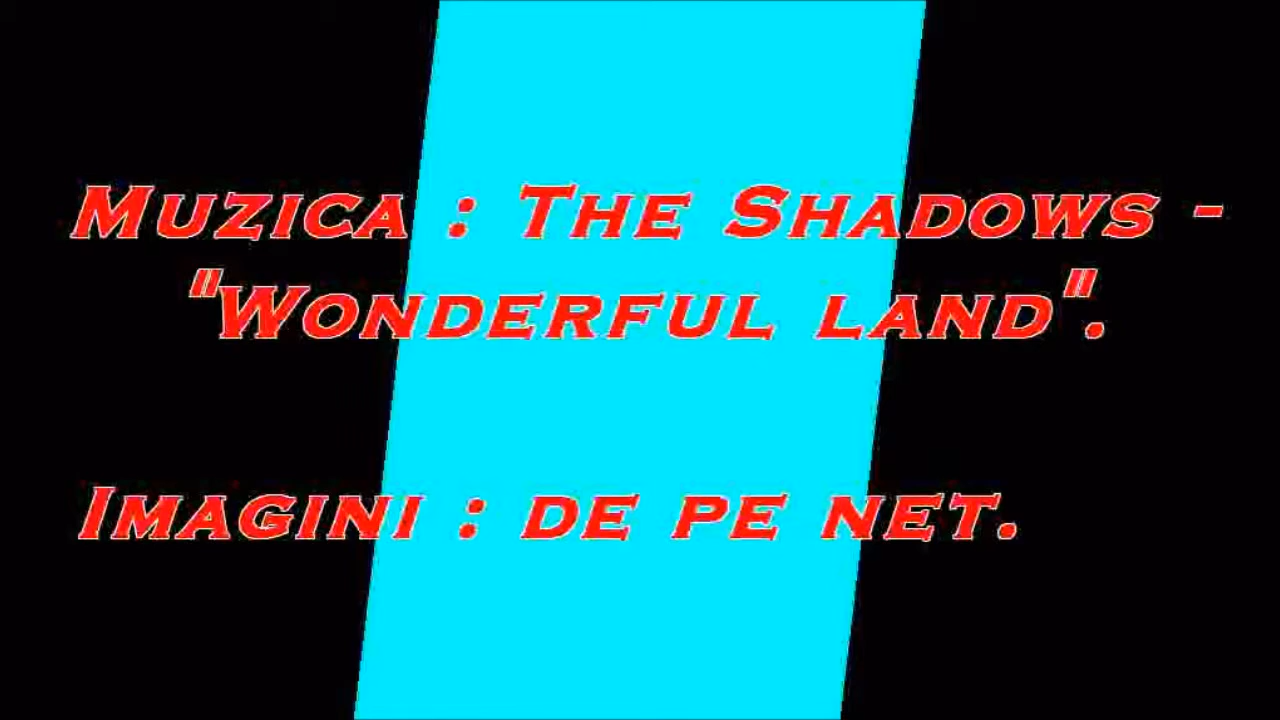 Muzica : The Shadows -
"Wonderful land".
Imagini : de pe net.